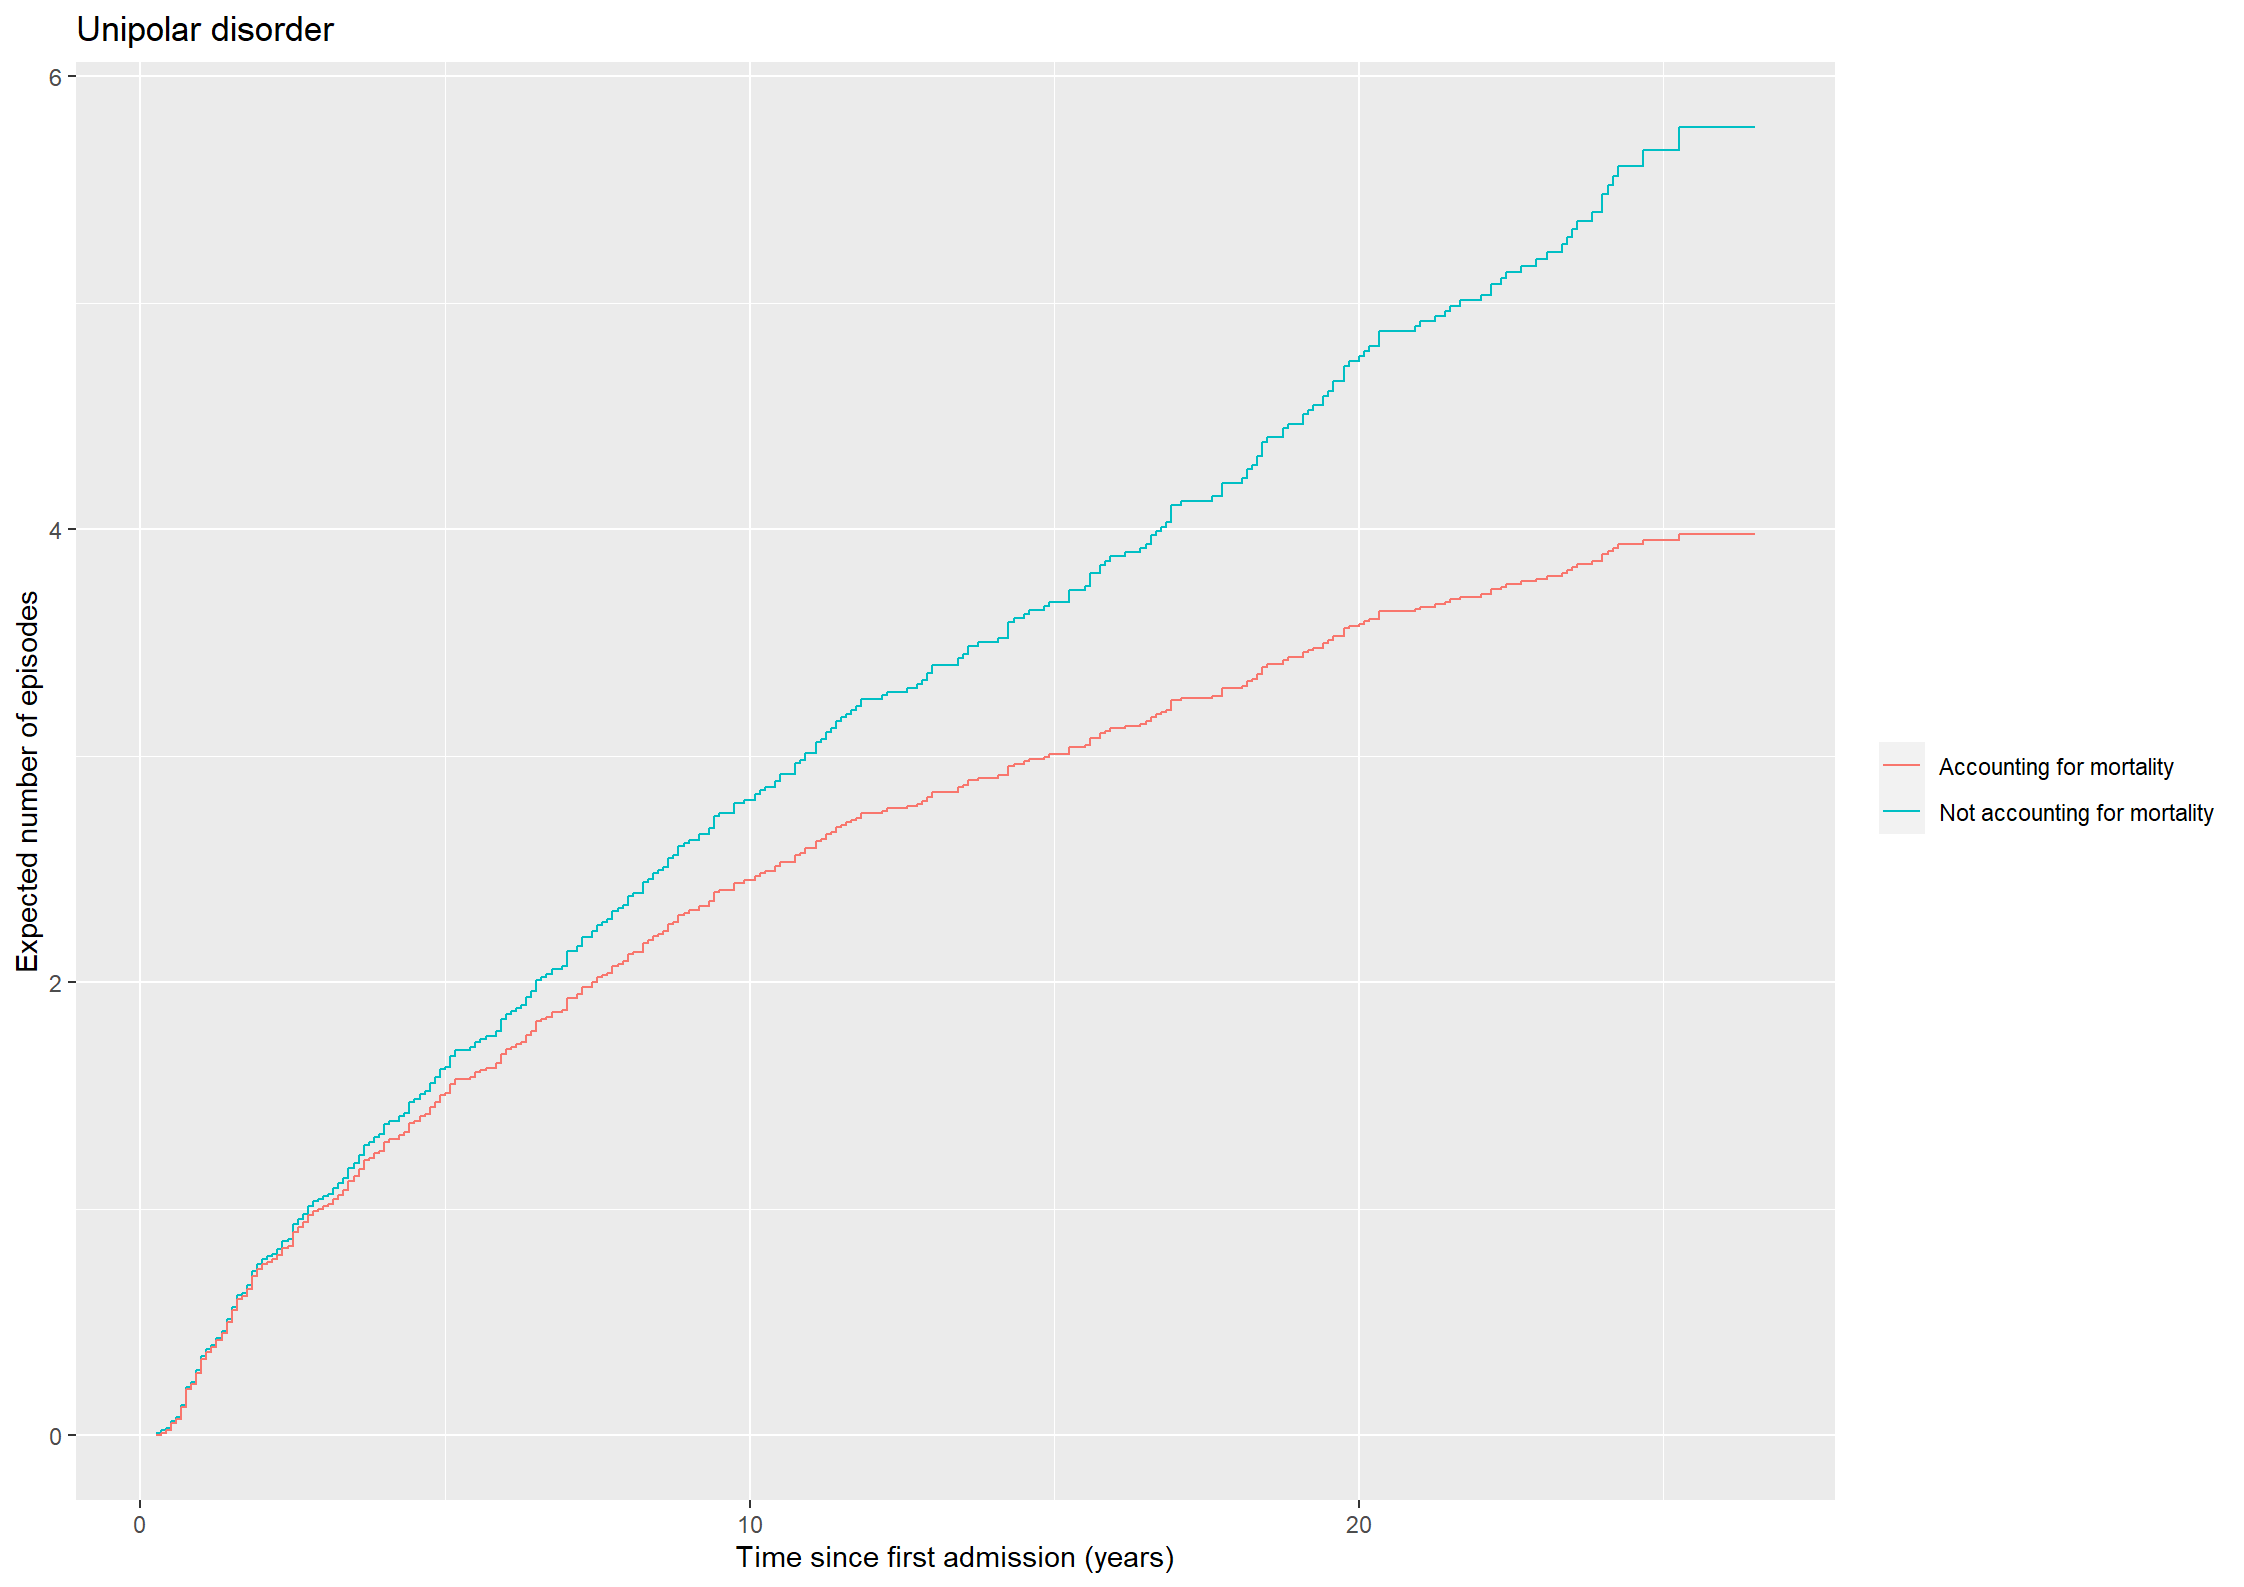 Unipolar disorder
6
4
2
0
Expected number of episodes
0
10
20
Time since first admission (years)
Accounting for mortality
Not accounting for mortality